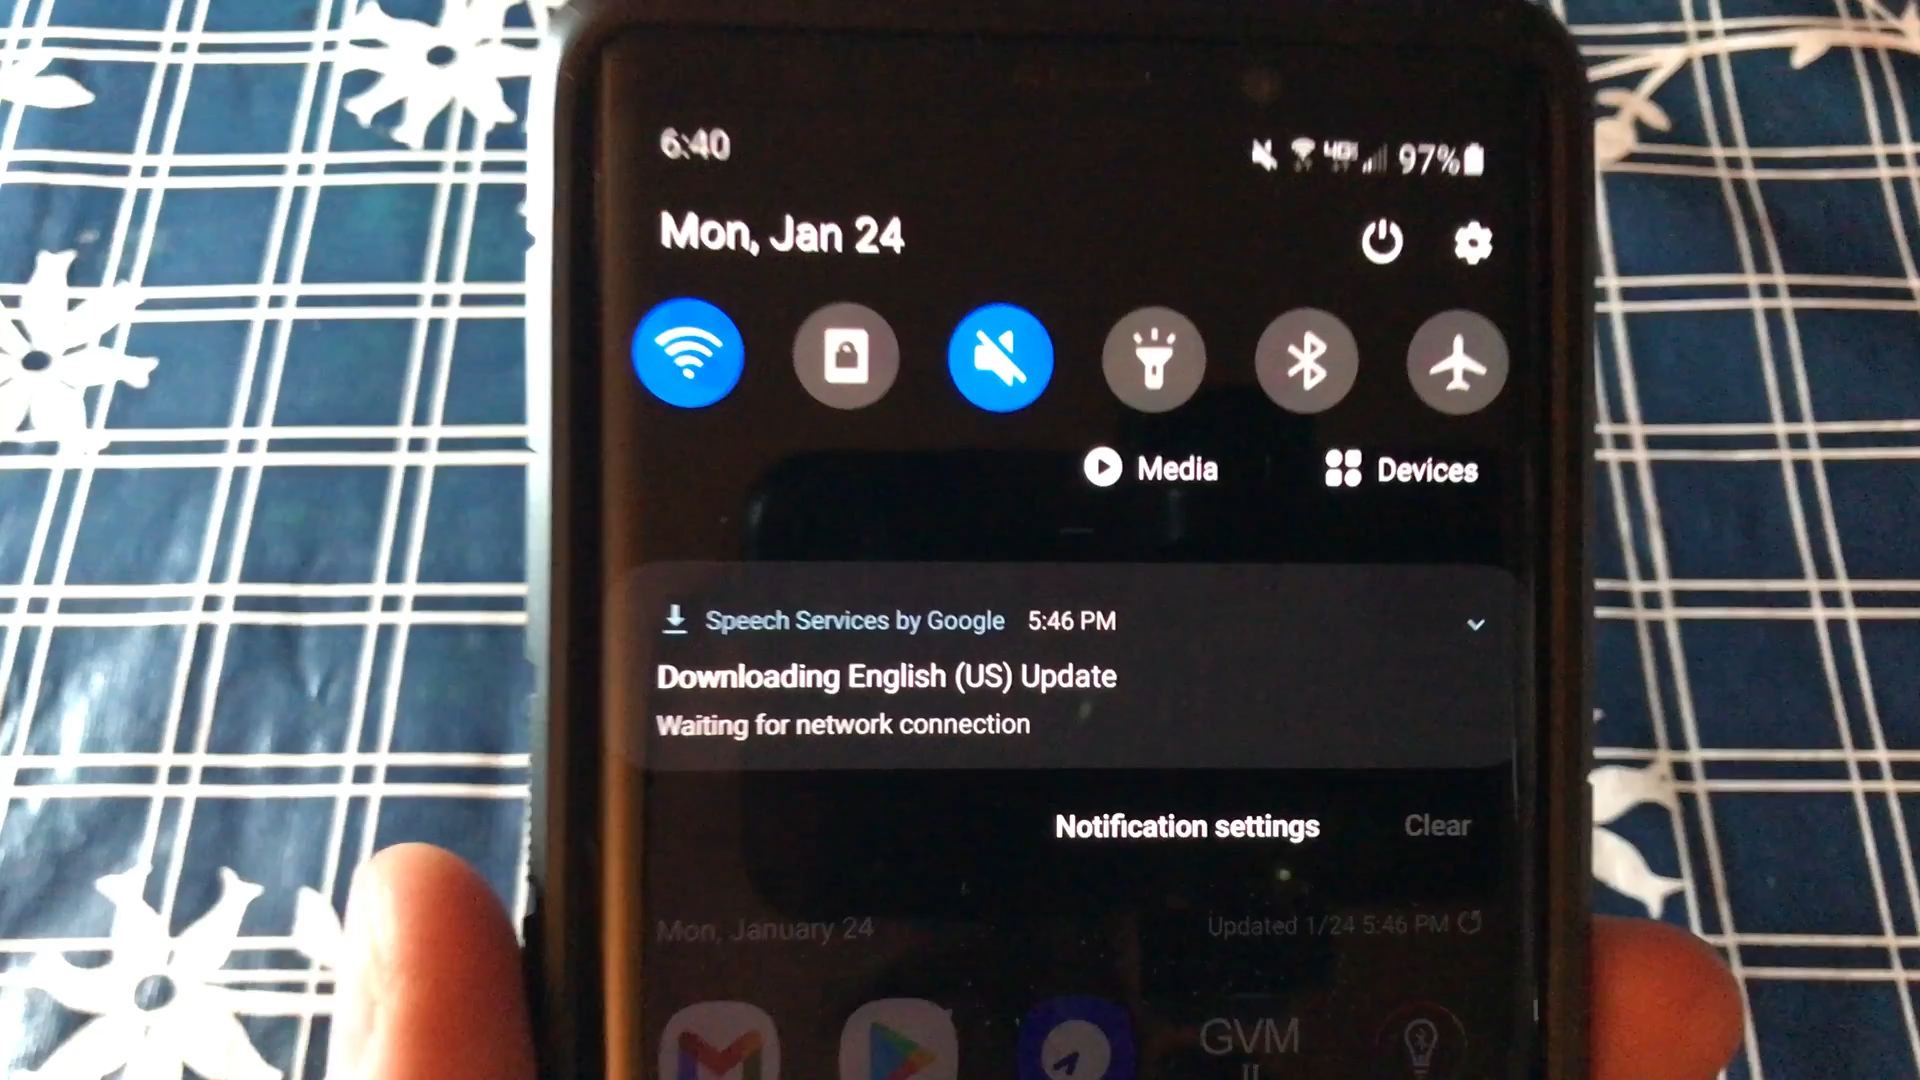 6:40
4G 97%
Mon, Jan 24
Media Devices
Speech Services by Google 5:46 PM
Downloading English (US) Update
Waiting for network connection
Notification settings Clear
Mon, January 24 Updated 1/24 5:46 PM
GVM